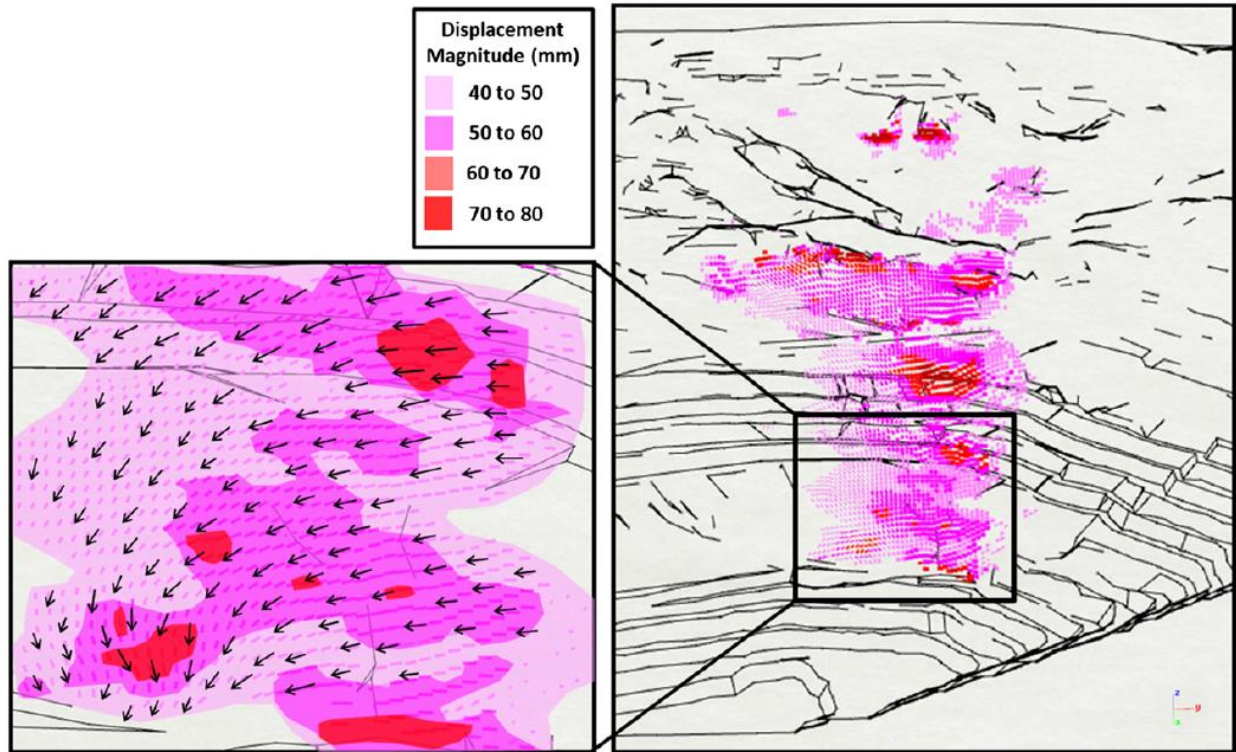 Displacement
Magnitude (mm)
40 to 50
50 to 60
60 to 70
70 to 80
z
y
x